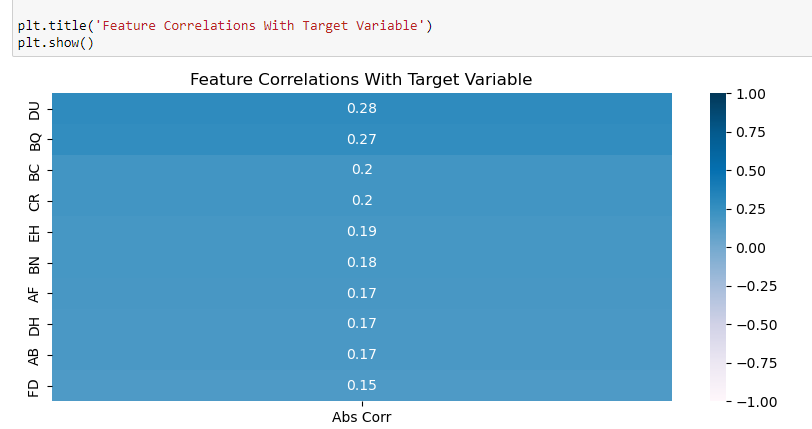 plt.title('Feature Correlations With Target Variable')
plt.show()
Feature Correlations With Target Variable
DU 0.28
BQ 0.27
BC 0.2
CR 0.2
EH 0.19
BN 0.18
AF 0.17
DH 0.17
AB 0.17
FD 0.15
Abs Corr
1.00
0.75
0.50
0.25
0.00
−0.25
−0.50
−0.75
−1.00